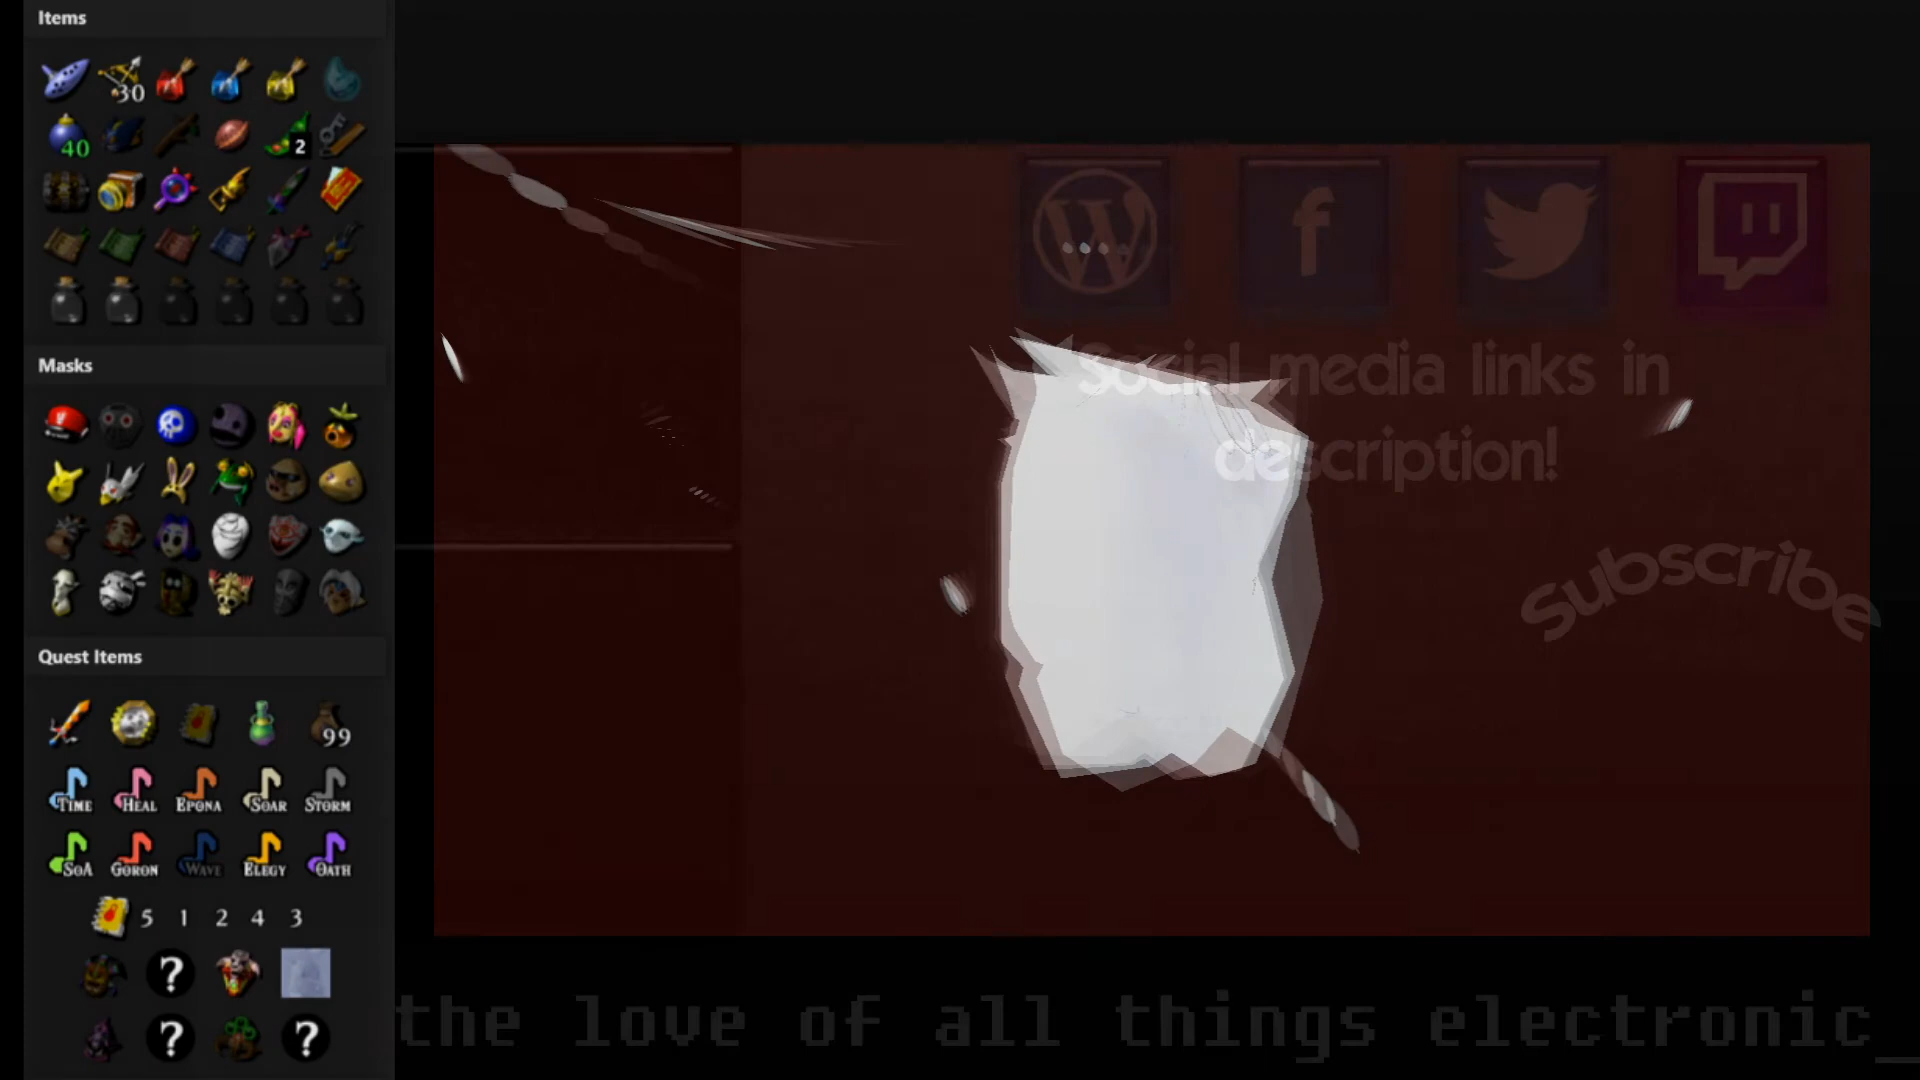 Items
30
40
2
Masks
Quest Items
99
TIME HEAL EPONA SOAR STORM
SOA GORON WAVE ELEGY OATH
5 1 2 4 3
?
? ?
Social media links in
description!
Subscribe
the love of all things electronic_